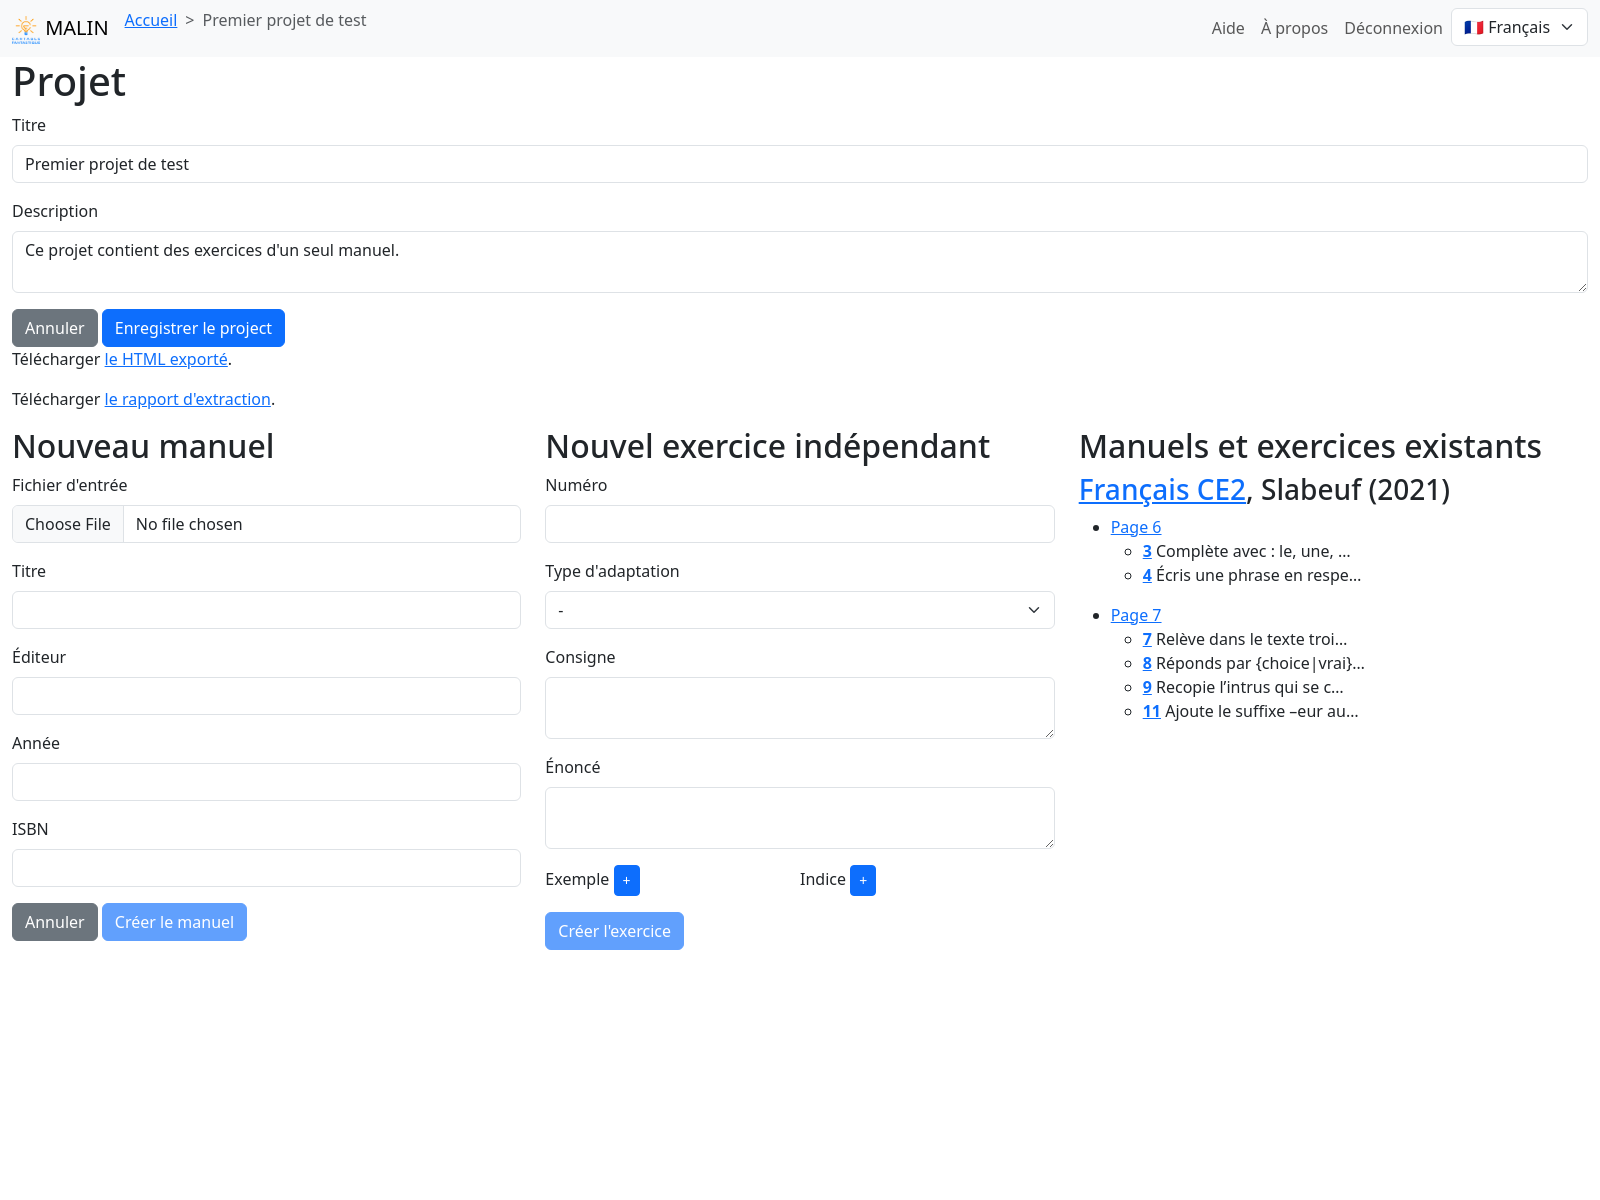 MALIN
Accueil > Premier projet de test
Aide
À propos
Déconnexion
Français
Projet
Titre
Premier projet de test
Description
Ce projet contient des exercices d'un seul manuel.
Annuler
Enregistrer le project
Télécharger le HTML exporté.
Télécharger le rapport d'extraction.
Nouveau manuel
Fichier d'entrée
Choose File
No file chosen
Titre
Éditeur
Année
ISBN
Annuler
Créer le manuel
Nouvel exercice indépendant
Numéro
Type d'adaptation
-
Consigne
Énoncé
Exemple +
Indice +
Créer l'exercice
Manuels et exercices existants
Français CE2, Slabeuf (2021)
Page 6
3 Complète avec : le, une, ...
4 Écris une phrase en respe...
Page 7
7 Relève dans le texte troi...
8 Réponds par {choice|vrai}...
9 Recopie l’intrus qui se c...
11 Ajoute le suffixe –eur au...